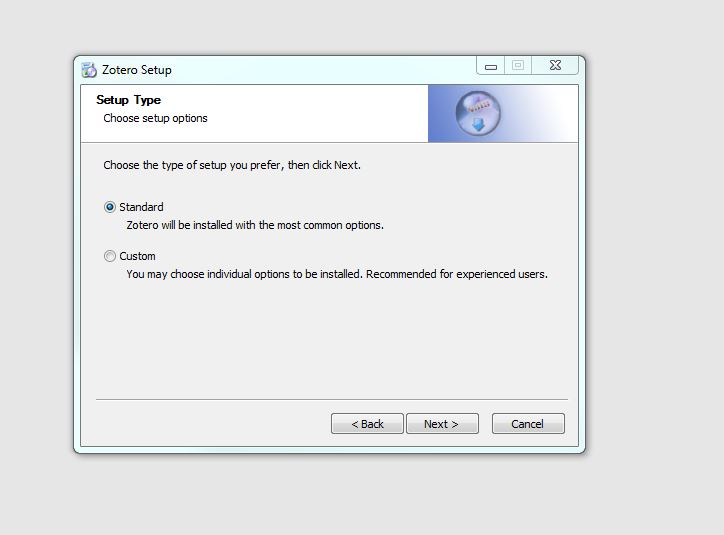 Zotero Setup
Setup Type
Choose setup options
Choose the type of setup you prefer, then click Next.
Standard
Zotero will be installed with the most common options.
Custom
You may choose individual options to be installed. Recommended for experienced users.
< Back
Next >
Cancel